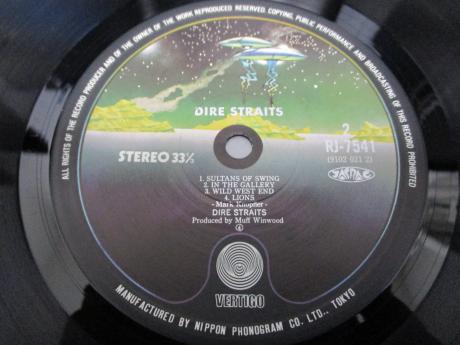 ALL RIGHTS OF THE RECORD PRODUCER AND OF THE OWNER OF THE WORK REPRODUCED RESERVED. COPYING, PUBLIC PERFORMANCE AND BROADCASTING OF THIS RECORD PROHIBITED
DIRE STRAITS
2
RJ-7541
(9102 021 2)
STEREO 33⅓
1. SULTANS OF SWING
2. IN THE GALLERY
3. WILD WEST END
4. LIONS
- Mark Knopfler -
DIRE STRAITS
Produced by Muff Winwood
VERTIGO
MANUFACTURED BY NIPPON PHONOGRAM CO. LTD., TOKYO